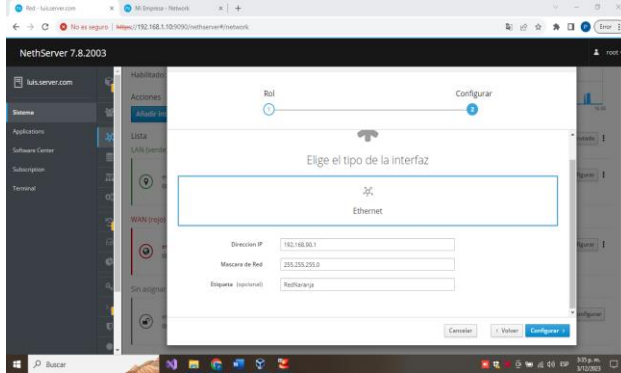 Red - luis.server.com
Mi Empresa - Network
No es seguro
https://192.168.1.10:9090/nethserver#/network
Error
NethServer 7.8.2003
root
luis.server.com
Sistema
Applications
Software Center
Subscription
Terminal
Habilitado
Acciones
Lista
LAN (verde
WAN (rojo)
Sin asignar
Rol
Configurar
1
2
Elige el tipo de la interfaz
Ethernet
Direccion IP
192.168.90.1
Mascara de Red
255.255.255.0
Etiqueta (opcional)
RedNaranja
Cancelar
< Volver
Configurar >
Buscar
ESP
3:35 p. m.
3/12/2023